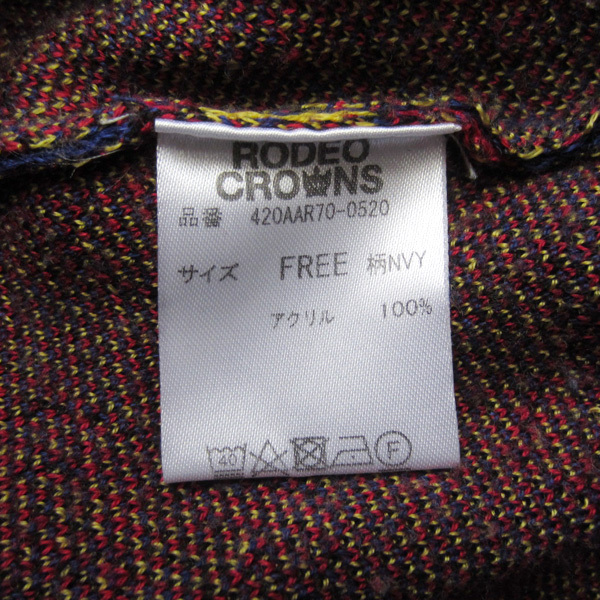 RODEO
CROWNS
品番 420AAR70-0520
サイズ FREE 柄NVY
アクリル 100%
40 F